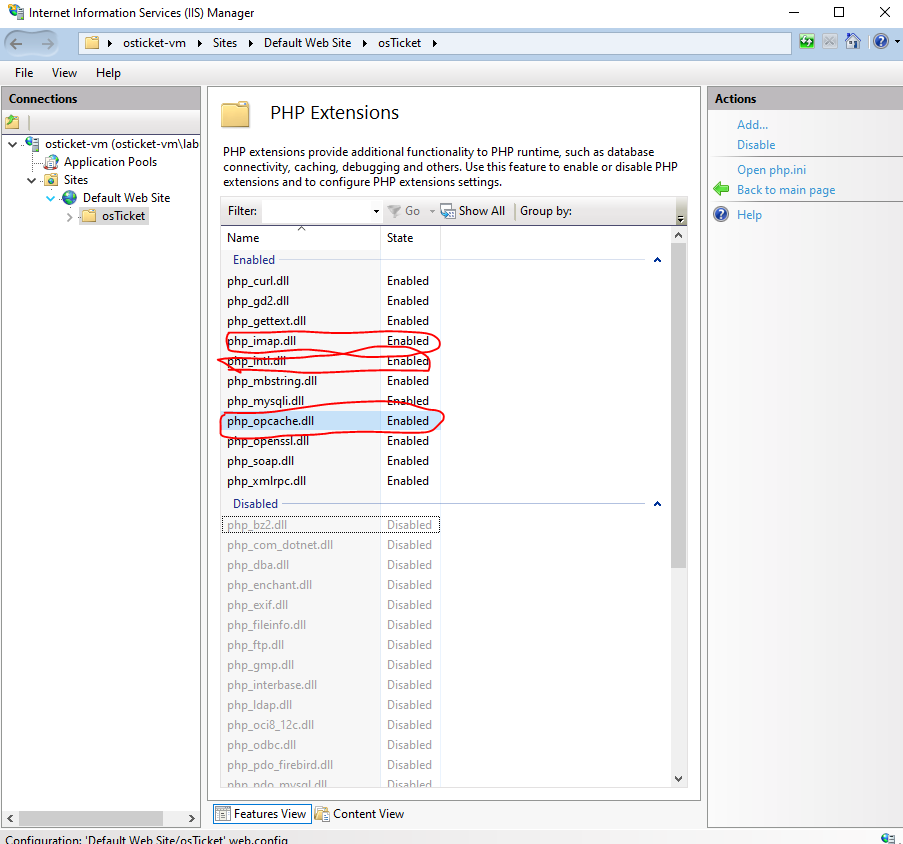 Internet Information Services (IIS) Manager
osticket-vm Sites Default Web Site osTicket
File View Help
Connections
osticket-vm (osticket-vm\lab
Application Pools
Sites
Default Web Site
osTicket
PHP Extensions
PHP extensions provide additional functionality to PHP runtime, such as database
connectivity, caching, debugging and others. Use this feature to enable or disable PHP
extensions and to configure PHP extensions settings.
Filter: Go Show All Group by:
Name State
Enabled
php_curl.dll Enabled
php_gd2.dll Enabled
php_gettext.dll Enabled
php_imap.dll Enabled
php_intl.dll Enabled
php_mbstring.dll Enabled
php_mysqli.dll Enabled
php_opcache.dll Enabled
php_openssl.dll Enabled
php_soap.dll Enabled
php_xmlrpc.dll Enabled
Disabled
php_bz2.dll Disabled
php_com_dotnet.dll Disabled
php_dba.dll Disabled
php_enchant.dll Disabled
php_exif.dll Disabled
php_fileinfo.dll Disabled
php_ftp.dll Disabled
php_gmp.dll Disabled
php_interbase.dll Disabled
php_ldap.dll Disabled
php_oci8_12c.dll Disabled
php_odbc.dll Disabled
php_pdo_firebird.dll Disabled
php_pdo_mysql.dll Disabled
Features View Content View
Actions
Add...
Disable
Open php.ini
Back to main page
Help
Configuration: 'Default Web Site/osTicket' web.config